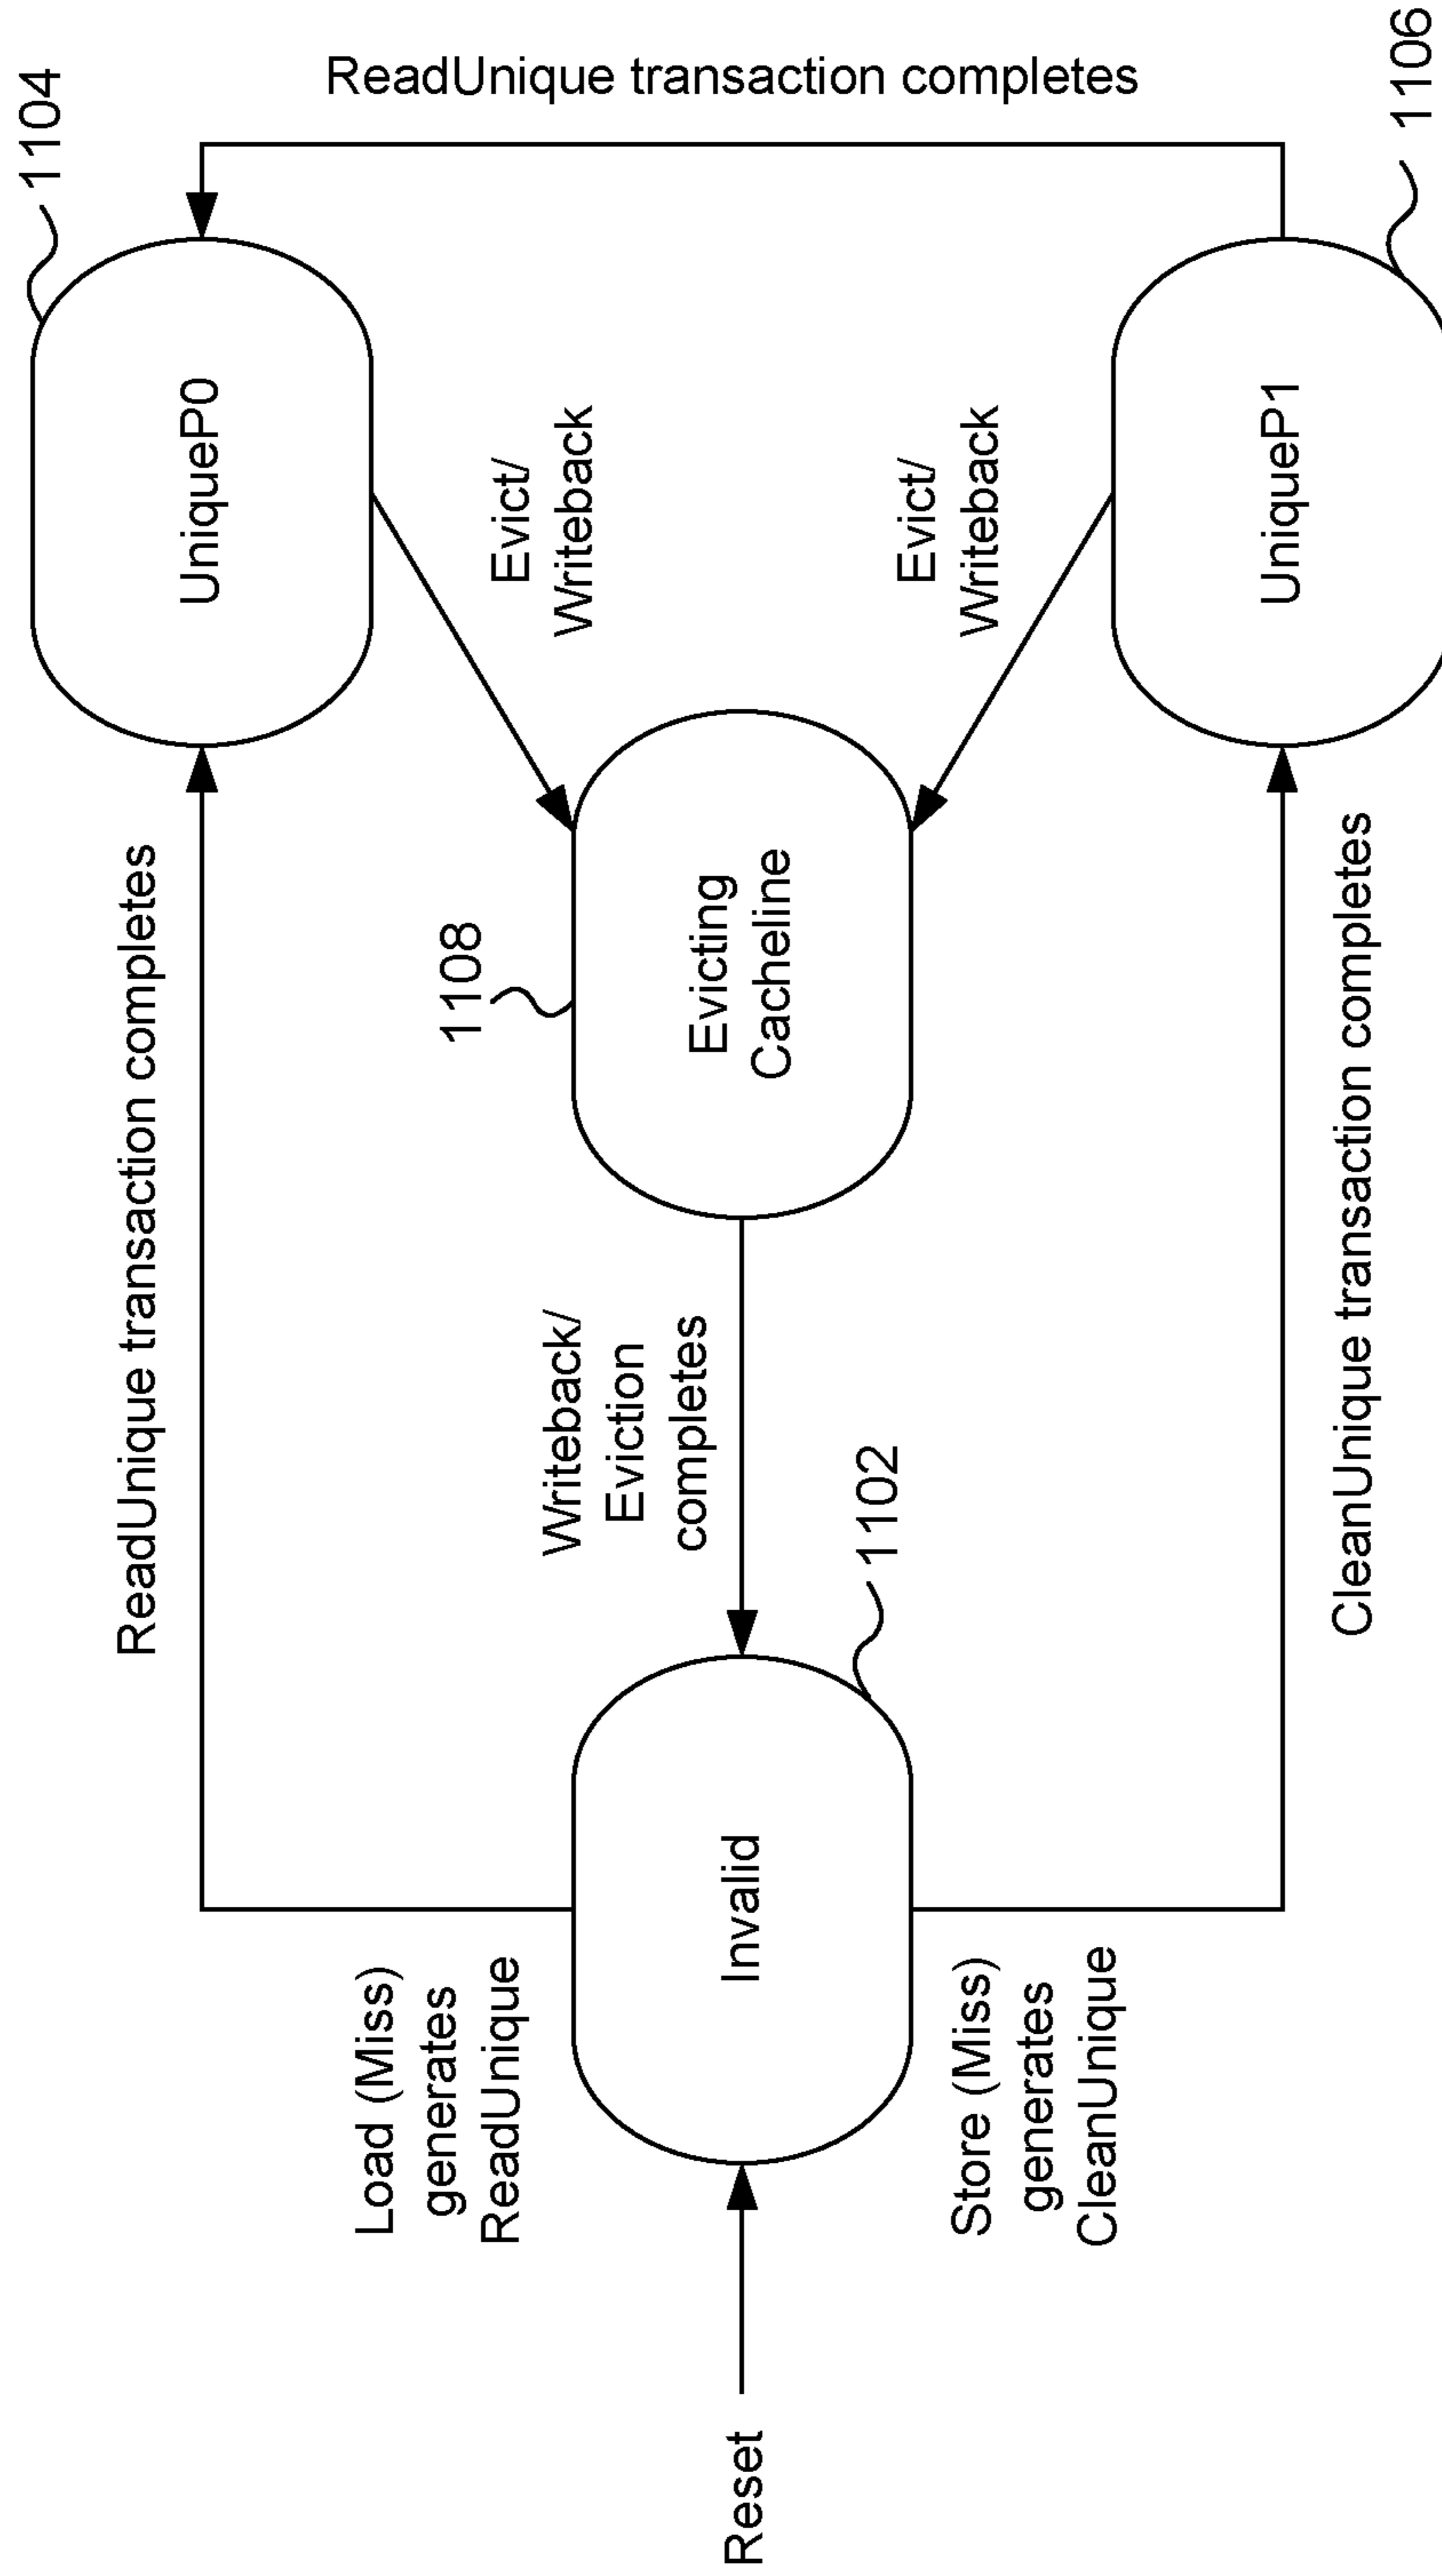 ReadUnique transaction completes
1104
UniqueP0
Evict/
Writeback
ReadUnique transaction completes
Load (Miss)
generates
ReadUnique
1108
Evicting
Cacheline
Writeback/
Eviction
completes
Reset
Invalid
1102
Evict/
Writeback
Store (Miss)
generates
CleanUnique
UniqueP1
1106
CleanUnique transaction completes